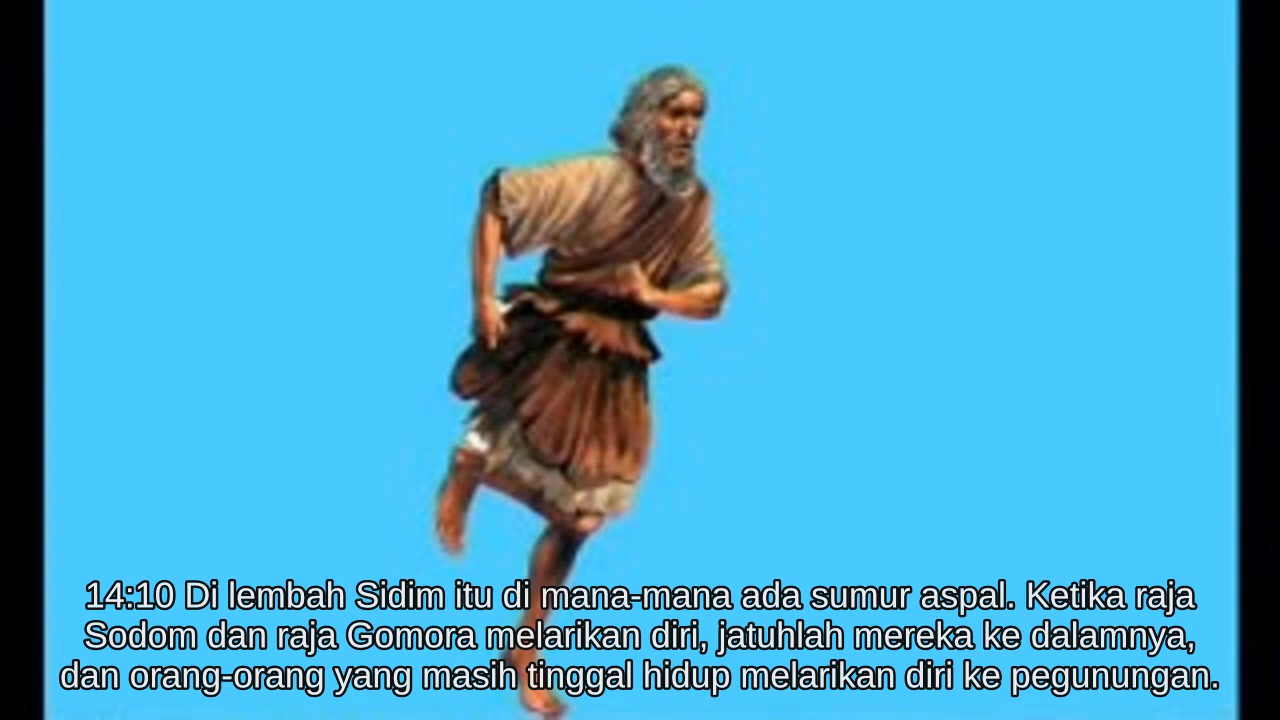 14:10 Di lembah Sidim itu di mana-mana ada sumur aspal. Ketika raja
Sodom dan raja Gomora melarikan diri, jatuhlah mereka ke dalamnya,
dan orang-orang yang masih tinggal hidup melarikan diri ke pegunungan.